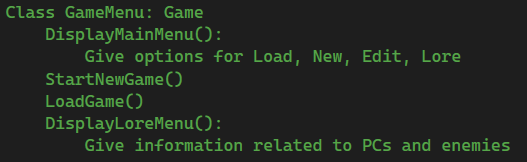 Class GameMenu: Game
    DisplayMainMenu():
        Give options for Load, New, Edit, Lore
    StartNewGame()
    LoadGame()
    DisplayLoreMenu():
        Give information related to PCs and enemies